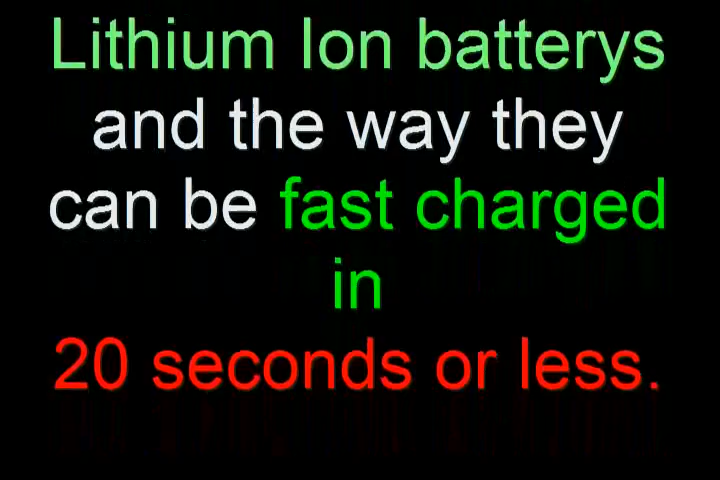 Lithium Ion batterys
and the way they
can be fast charged
in
20 seconds or less.